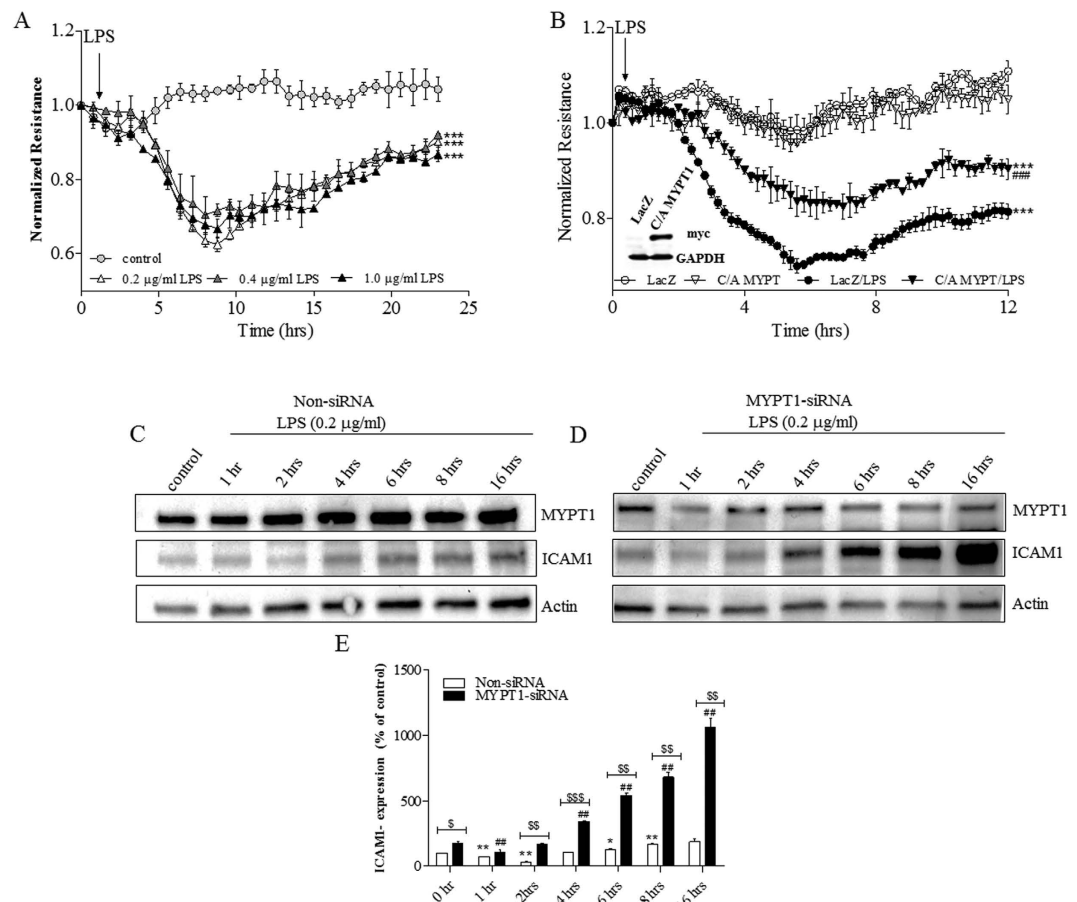 A
LPS
1.2
1.0
0.8
0.6
Normalized Resistance
control
0.2 µg/ml LPS
0.4 µg/ml LPS
1.0 µg/ml LPS
***
***
***
0
5
10
15
20
25
Time (hrs)
B
LPS
1.2
1.0
0.8
Normalized Resistance
LacZ
C/A MYPT1
myc
GAPDH
LacZ
C/A MYPT
LacZ/LPS
C/A MYPT/LPS
***
###
***
0
4
8
12
Time (hrs)
Non-siRNA
LPS (0.2 µg/ml)
C
control
1 hr
2 hrs
4 hrs
6 hrs
8 hrs
16 hrs
MYPT1
ICAM1
Actin
MYPT1-siRNA
LPS (0.2 µg/ml)
D
control
1 hr
2 hrs
4 hrs
6 hrs
8 hrs
16 hrs
MYPT1
ICAM1
Actin
E
1500
1000
500
0
ICAM1- expression (% of control)
Non-siRNA
MYPT1-siRNA
$
** ##
$$
**
$$$
##
$$
##
*
$$
##
**
$$
##
0 hr
1 hr
2hrs
4 hrs
6 hrs
8 hrs
6 hrs